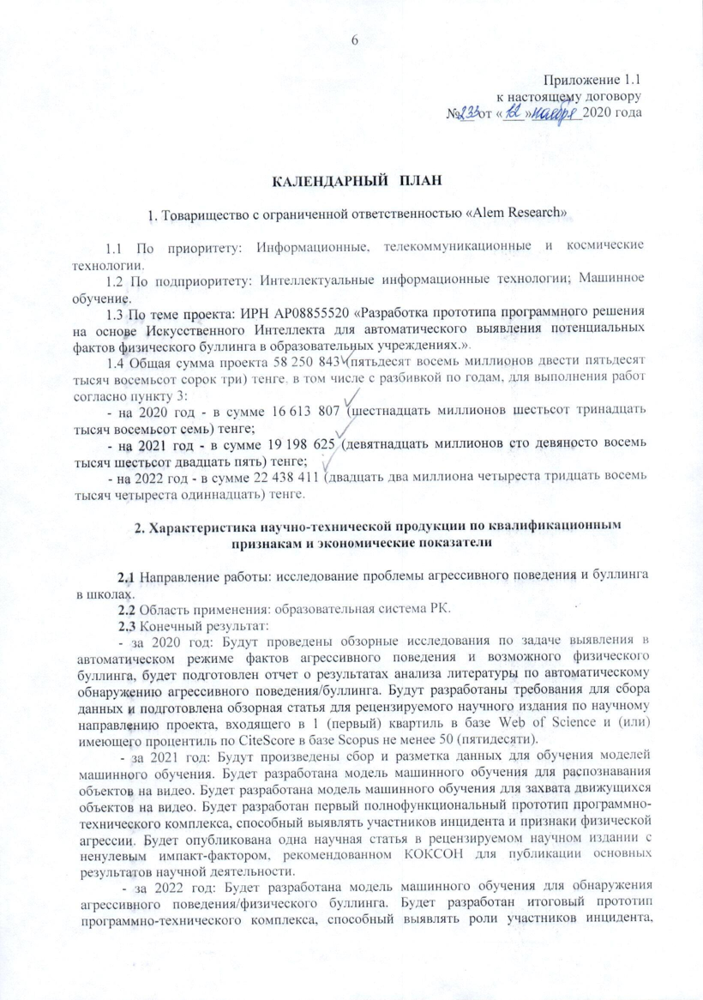 6
Приложение 1.1
к настоящему договору
№ 233 от « 12 » ноября 2020 года
КАЛЕНДАРНЫЙ ПЛАН
1. Товарищество с ограниченной ответственностью «Alem Research»
1.1 По приоритету: Информационные, телекоммуникационные и космические
технологии.
1.2 По подприоритету: Интеллектуальные информационные технологии; Машинное
обучение.
1.3 По теме проекта: ИРН АР08855520 «Разработка прототипа программного решения
на основе Искусственного Интеллекта для автоматического выявления потенциальных
фактов физического буллинга в образовательных учреждениях.».
1.4 Общая сумма проекта 58 250 843 (пятьдесят восемь миллионов двести пятьдесят
тысяч восемьсот сорок три) тенге, в том числе с разбивкой по годам, для выполнения работ
согласно пункту 3:
- на 2020 год - в сумме 16 613 807 (шестнадцать миллионов шестьсот тринадцать
тысяч восемьсот семь) тенге;
- на 2021 год - в сумме 19 198 625 (девятнадцать миллионов сто девяносто восемь
тысяч шестьсот двадцать пять) тенге;
- на 2022 год - в сумме 22 438 411 (двадцать два миллиона четыреста тридцать восемь
тысяч четыреста одиннадцать) тенге.
2. Характеристика научно-технической продукции по квалификационным
признакам и экономические показатели
2.1 Направление работы: исследование проблемы агрессивного поведения и буллинга
в школах.
2.2 Область применения: образовательная система РК.
2.3 Конечный результат:
- за 2020 год: Будут проведены обзорные исследования по задаче выявления в
автоматическом режиме фактов агрессивного поведения и возможного физического
буллинга, будет подготовлен отчет о результатах анализа литературы по автоматическому
обнаружению агрессивного поведения/буллинга. Будут разработаны требования для сбора
данных и подготовлена обзорная статья для рецензируемого научного издания по научному
направлению проекта, входящего в 1 (первый) квартиль в базе Web of Science и (или)
имеющего процентиль по CiteScore в базе Scopus не менее 50 (пятидесяти).
- за 2021 год: Будут произведены сбор и разметка данных для обучения моделей
машинного обучения. Будет разработана модель машинного обучения для распознавания
объектов на видео. Будет разработана модель машинного обучения для захвата движущихся
объектов на видео. Будет разработан первый полнофункциональный прототип программно-
технического комплекса, способный выявлять участников инцидента и признаки физической
агрессии. Будет опубликована одна научная статья в рецензируемом научном издании с
ненулевым импакт-фактором, рекомендованном КОКСОН для публикации основных
результатов научной деятельности.
- за 2022 год: Будет разработана модель машинного обучения для обнаружения
агрессивного поведения/физического буллинга. Будет разработан итоговый прототип
программно-технического комплекса, способный выявлять роли участников инцидента,